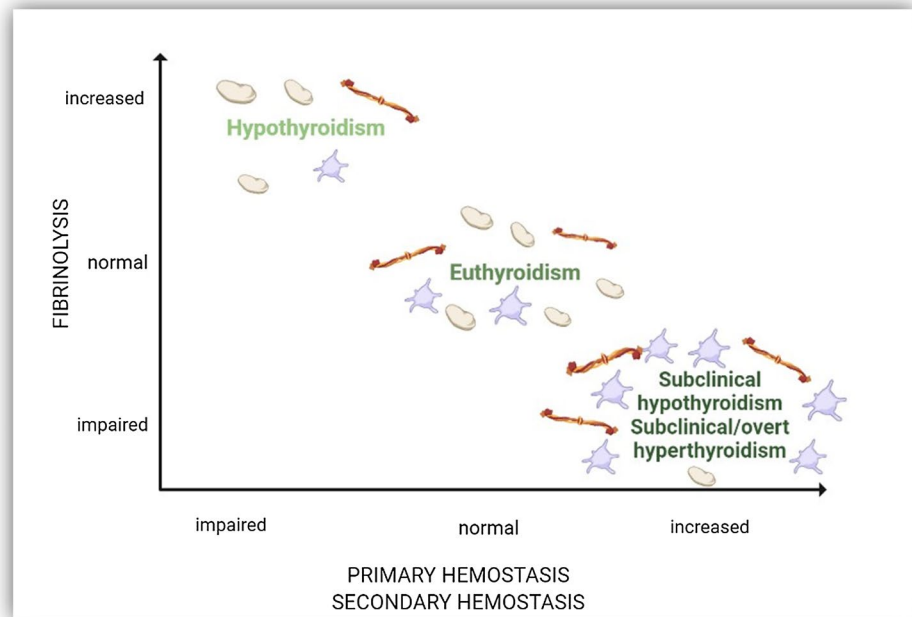 increased
Hypothyroidism
FIBRINOLYSIS
normal
Euthyroidism
Subclinical
hypothyroidism
impaired
Subclinical/overt
hyperthyroidism
impaired
normal
increased
PRIMARY HEMOSTASIS
SECONDARY HEMOSTASIS